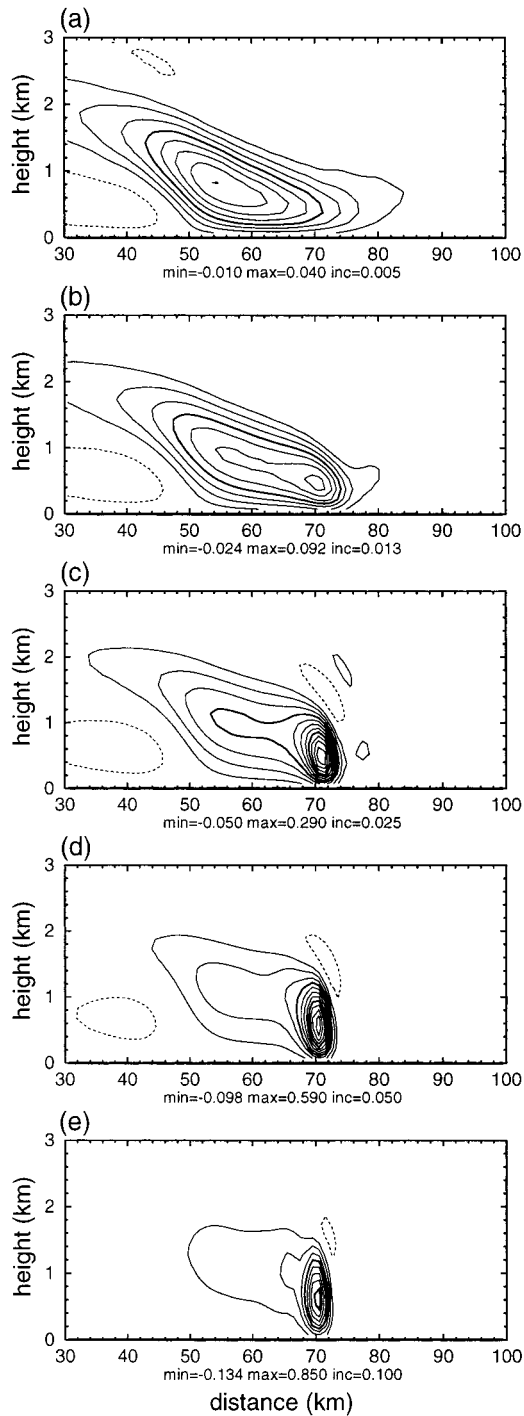 (a)
height (km)
3
2
1
0
30 40 50 60 70 80 90 100
min=-0.010 max=0.040 inc=0.005
(b)
height (km)
3
2
1
0
30 40 50 60 70 80 90 100
min=-0.024 max=0.092 inc=0.013
(c)
height (km)
3
2
1
0
30 40 50 60 70 80 90 100
min=-0.050 max=0.290 inc=0.025
(d)
height (km)
3
2
1
0
30 40 50 60 70 80 90 100
min=-0.098 max=0.590 inc=0.050
(e)
height (km)
3
2
1
0
30 40 50 60 70 80 90 100
min=-0.134 max=0.850 inc=0.100
distance (km)